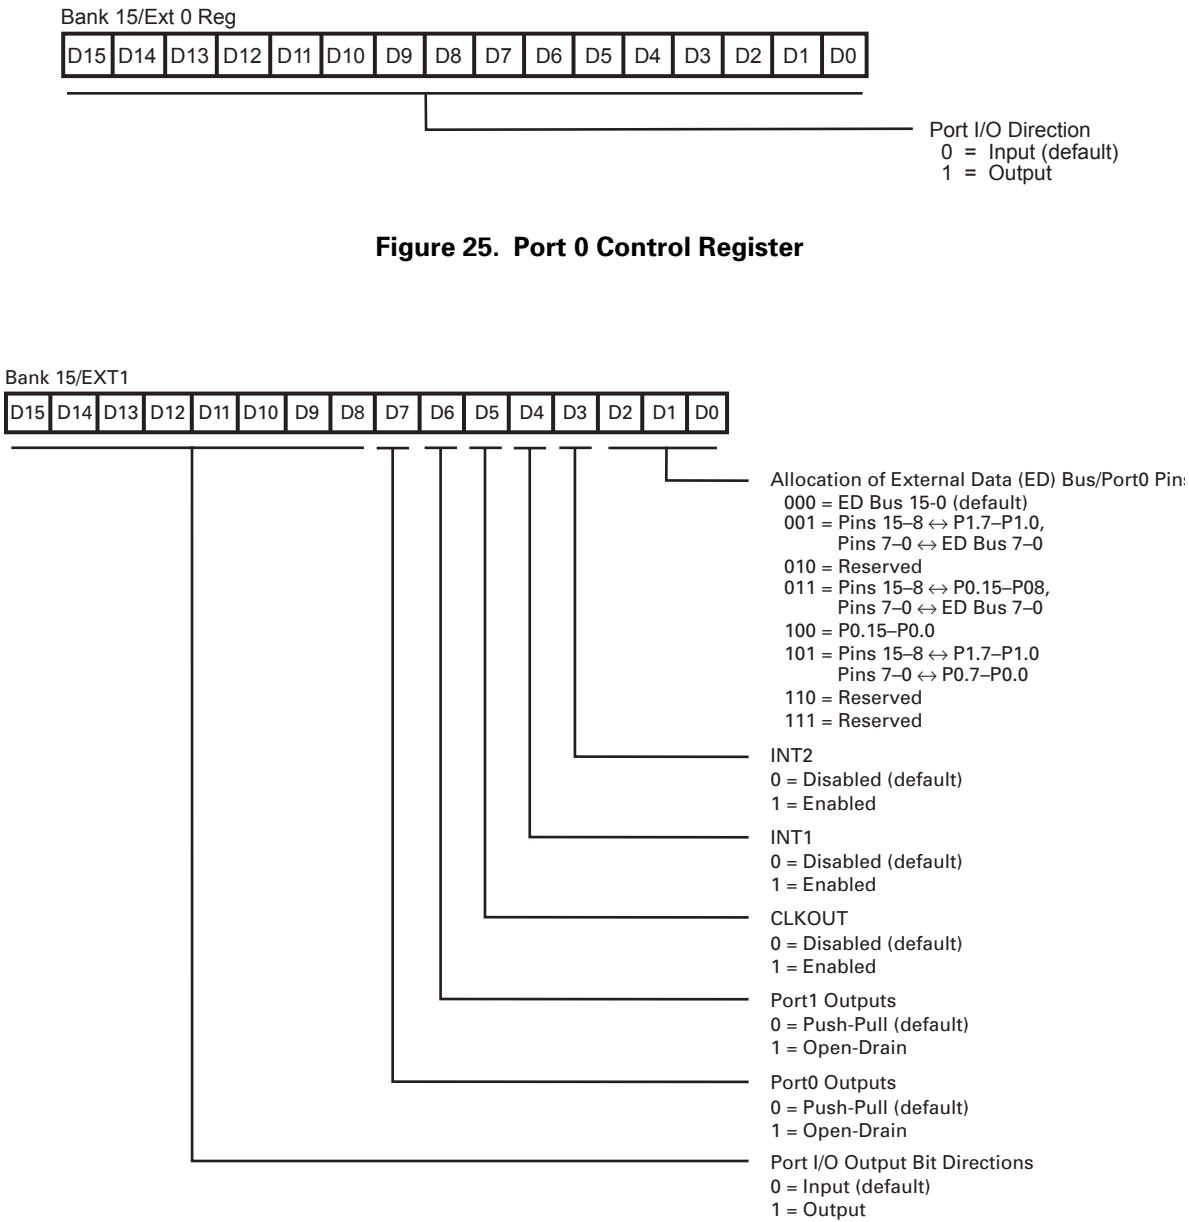 Bank 15/Ext 0 Reg
D15 D14 D13 D12 D11 D10 D9 D8 D7 D6 D5 D4 D3 D2 D1 D0
Port I/O Direction
0 = Input (default)
1 = Output
Figure 25. Port 0 Control Register
Bank 15/EXT1
D15 D14 D13 D12 D11 D10 D9 D8 D7 D6 D5 D4 D3 D2 D1 D0
Allocation of External Data (ED) Bus/Port0 Pins
000 = ED Bus 15-0 (default)
001 = Pins 15–8 ↔ P1.7–P1.0,
Pins 7–0 ↔ ED Bus 7–0
010 = Reserved
011 = Pins 15–8 ↔ P0.15–P08,
Pins 7–0 ↔ ED Bus 7–0
100 = P0.15–P0.0
101 = Pins 15–8 ↔ P1.7–P1.0
Pins 7–0 ↔ P0.7–P0.0
110 = Reserved
111 = Reserved
INT2
0 = Disabled (default)
1 = Enabled
INT1
0 = Disabled (default)
1 = Enabled
CLKOUT
0 = Disabled (default)
1 = Enabled
Port1 Outputs
0 = Push-Pull (default)
1 = Open-Drain
Port0 Outputs
0 = Push-Pull (default)
1 = Open-Drain
Port I/O Output Bit Directions
0 = Input (default)
1 = Output